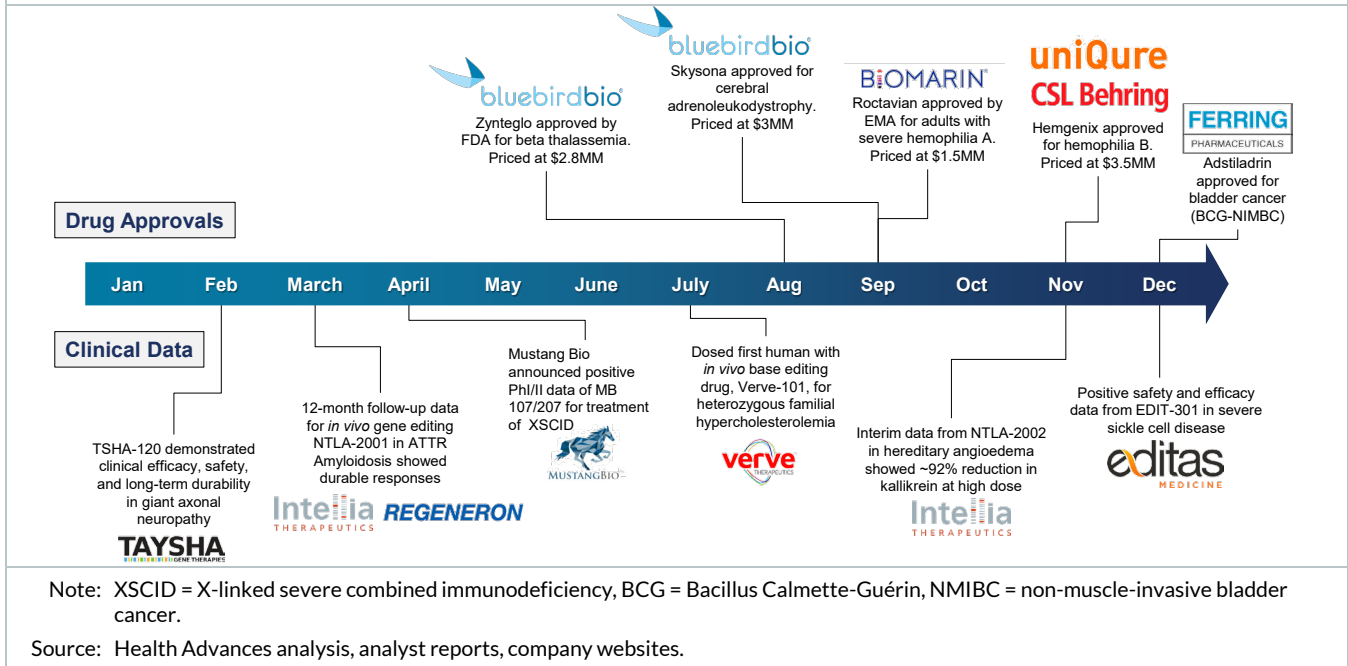 bluebirdbio
Zynteglo approved by
FDA for beta thalassemia.
Priced at $2.8MM
bluebirdbio
Skysona approved for
cerebral
adrenoleukodystrophy.
Priced at $3MM
BIOMARIN
Roctavian approved by
EMA for adults with
severe hemophilia A.
Priced at $1.5MM
uniQure
CSL Behring
Hemgenix approved
for hemophilia B.
Priced at $3.5MM
FERRING
PHARMACEUTICALS
Adstiladrin
approved for
bladder cancer
(BCG-NIMBC)
Drug Approvals
Jan Feb March April May June July Aug Sep Oct Nov Dec
Clinical Data
TSHA-120 demonstrated
clinical efficacy, safety,
and long-term durability
in giant axonal
neuropathy
TAYSHA
GENE THERAPIES
12-month follow-up data
for in vivo gene editing
NTLA-2001 in ATTR
Amyloidosis showed
durable responses
Intellia
THERAPEUTICS
REGENERON
Mustang Bio
announced positive
PhI/II data of MB
107/207 for treatment
of XSCID
MUSTANGBIO
Dosed first human with
in vivo base editing
drug, Verve-101, for
heterozygous familial
hypercholesterolemia
verve
THERAPEUTICS
Interim data from NTLA-2002
in hereditary angioedema
showed ~92% reduction in
kallikrein at high dose
Intellia
THERAPEUTICS
Positive safety and efficacy
data from EDIT-301 in severe
sickle cell disease
editas
MEDICINE
Note: XSCID = X-linked severe combined immunodeficiency, BCG = Bacillus Calmette-Guérin, NMIBC = non-muscle-invasive bladder
cancer.
Source: Health Advances analysis, analyst reports, company websites.